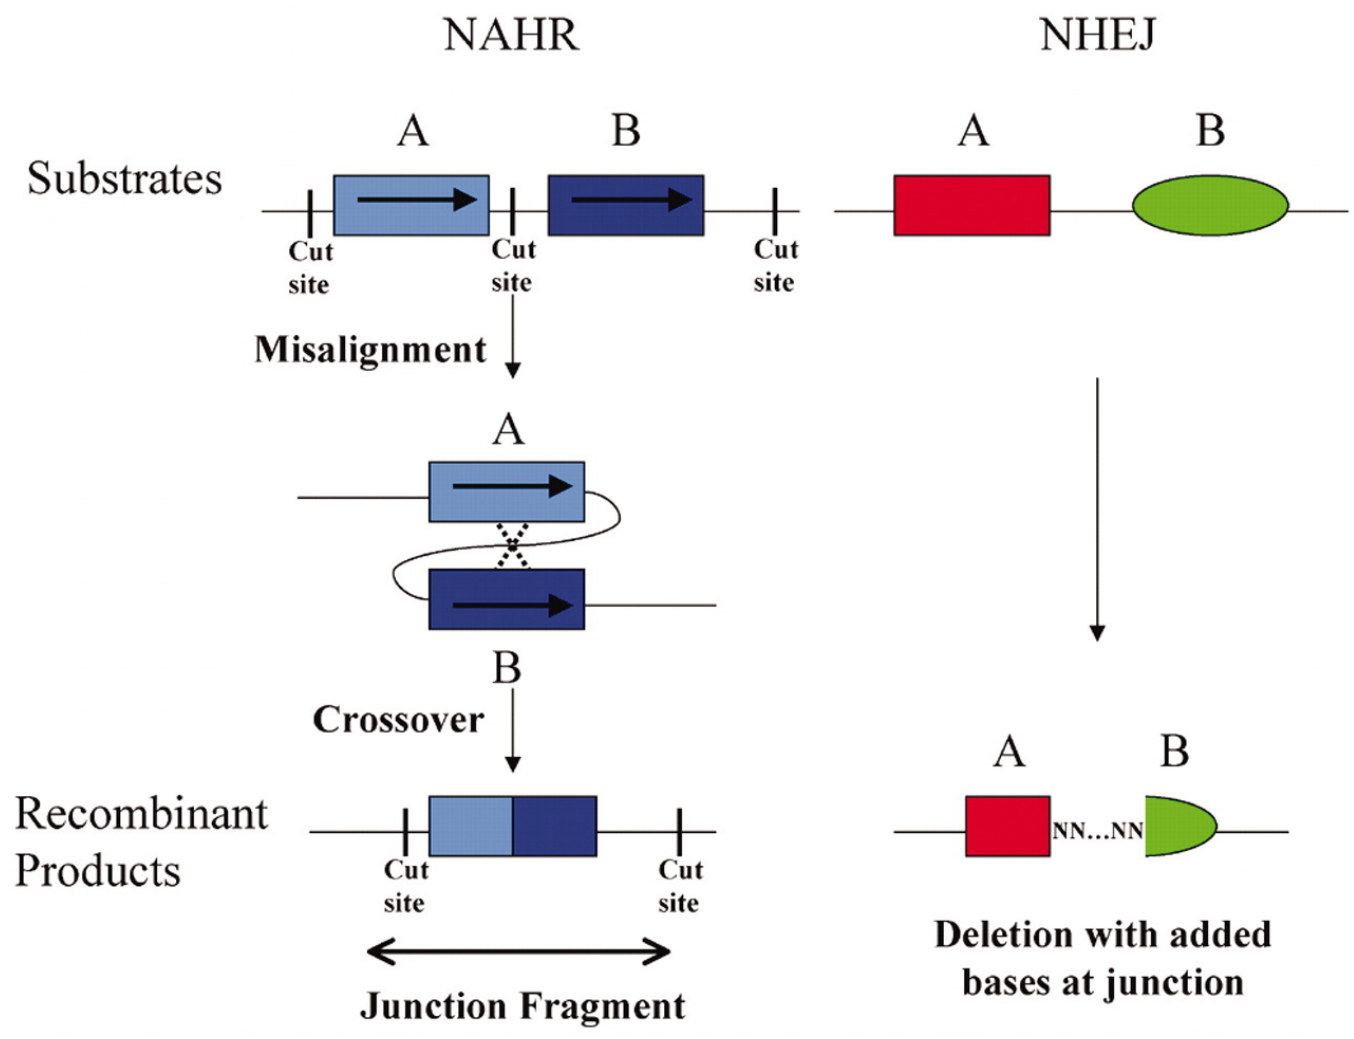 NAHR
NHEJ
A
B
A
B
Substrates
Cut
site
Cut
site
Cut
site
Misalignment
A
B
Crossover
A
B
Recombinant
Products
NN...NN
Cut
site
Cut
site
Deletion with added
bases at junction
Junction Fragment